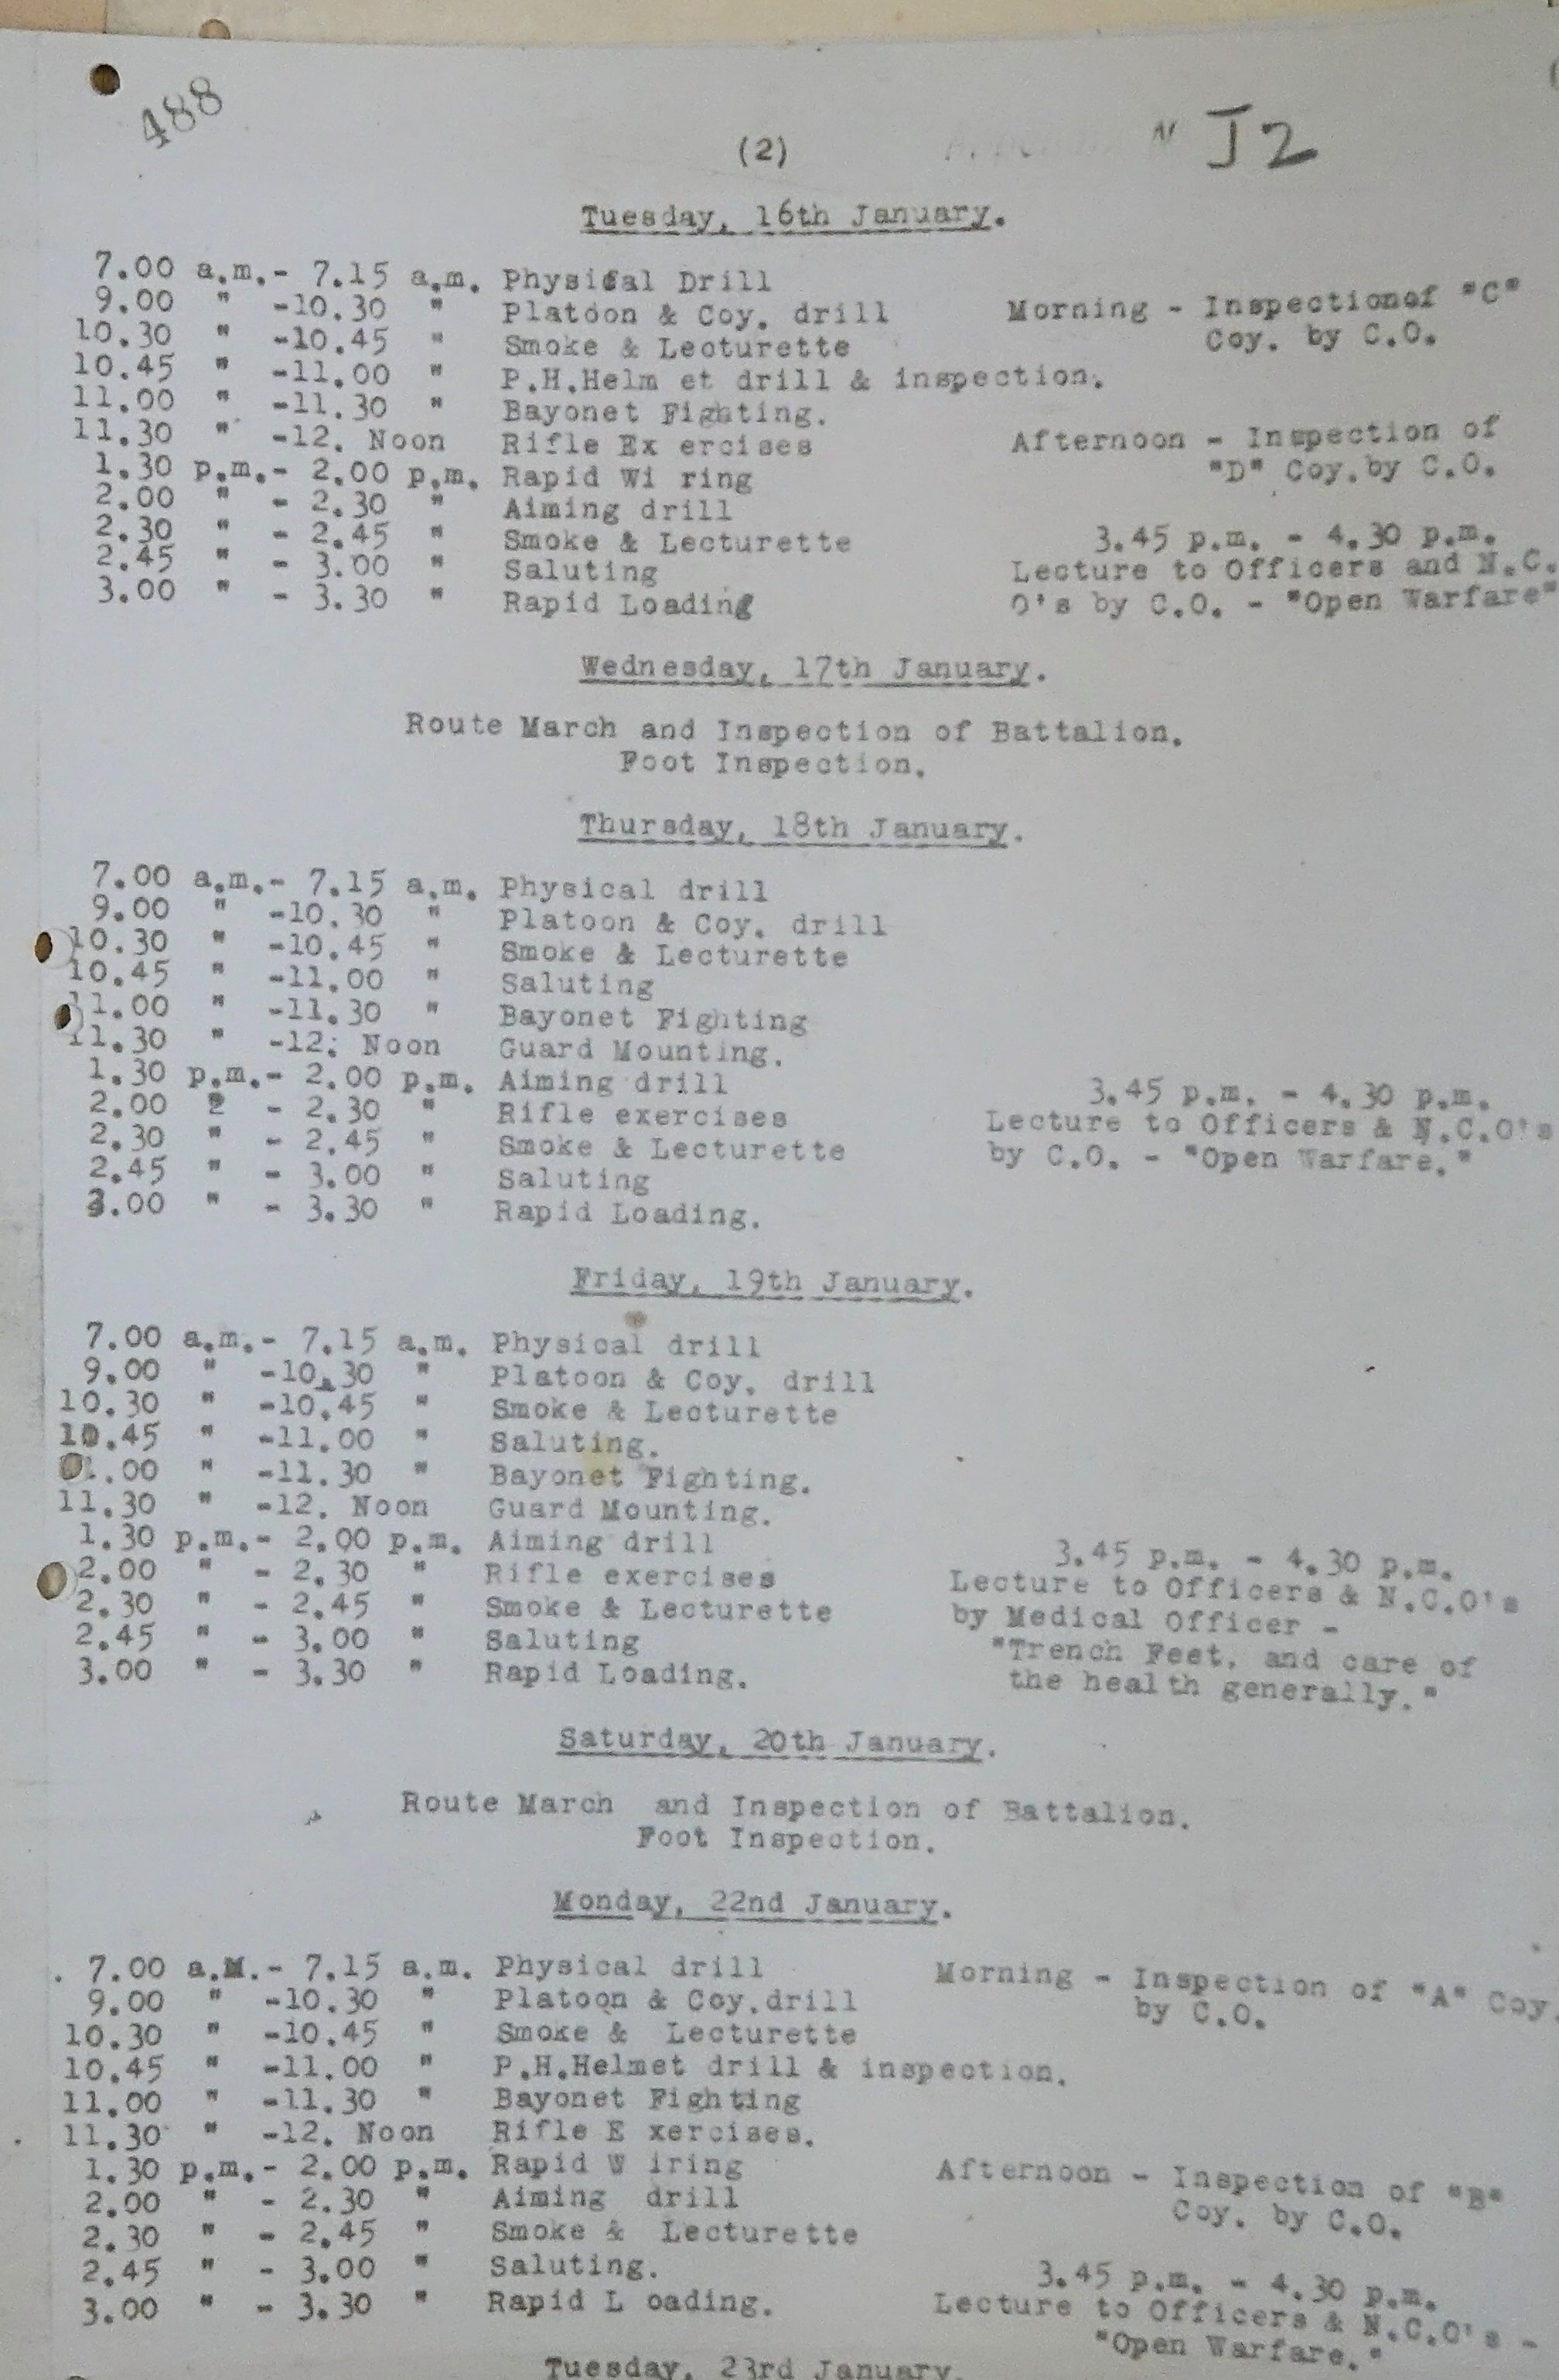 488
(2)
" J2
Tuesday, 16th January.
7.00 a.m.- 7.15 a.m. Physical Drill
9.00 " -10.30 " Platoon & Coy. drill Morning - Inspectionof "C"
10.30 " -10.45 " Smoke & Lecturette Coy. by C.O.
10.45 " -11.00 " P.H.Helm et drill & inspection.
11.00 " -11.30 " Bayonet Fighting.
11.30 " -12. Noon Rifle Ex ercises Afternoon - Inspection of
1.30 p.m.- 2.00 p.m. Rapid Wi ring "D" Coy.by C.O.
2.00 " - 2.30 " Aiming drill
2.30 " - 2.45 " Smoke & Lecturette 3.45 p.m. - 4.30 p.m.
2.45 " - 3.00 " Saluting Lecture to Officers and N.C.
3.00 " - 3.30 " Rapid Loading O's by C.O. - "Open Warfare"
Wednesday, 17th January.
Route March and Inspection of Battalion.
Foot Inspection.
Thursday, 18th January.
7.00 a.m.- 7.15 a.m. Physical drill
9.00 " -10.30 " Platoon & Coy. drill
10.30 " -10.45 " Smoke & Lecturette
10.45 " -11.00 " Saluting
11.00 " -11.30 " Bayonet Fighting
11.30 " -12. Noon Guard Mounting.
1.30 p.m.- 2.00 p.m. Aiming drill 3.45 p.m. - 4.30 p.m.
2.00 2 - 2.30 " Rifle exercises Lecture to Officers & N.C.O's
2.30 " - 2.45 " Smoke & Lecturette by C.O. - "Open Warfare."
2.45 " - 3.00 " Saluting
3.00 " - 3.30 " Rapid Loading.
Friday, 19th January.
7.00 a.m.- 7.15 a.m. Physical drill
9.00 " -10.30 " Platoon & Coy. drill
10.30 " -10.45 " Smoke & Lecturette
10.45 " -11.00 " Saluting.
1.00 " -11.30 " Bayonet Fighting.
11.30 " -12. Noon Guard Mounting.
1.30 p.m.- 2.00 p.m. Aiming drill 3.45 p.m. - 4.30 p.m.
2.00 " - 2.30 " Rifle exercises Lecture to Officers & N.C.O's
2.30 " - 2.45 " Smoke & Lecturette by Medical Officer -
2.45 " - 3.00 " Saluting "Trench Feet, and care of
3.00 " - 3.30 " Rapid Loading. the health generally."
Saturday, 20th January.
Route March and Inspection of Battalion.
Foot Inspection.
Monday, 22nd January.
7.00 a.M.- 7.15 a.m. Physical drill Morning - Inspection of "A" Coy.
9.00 " -10.30 " Platoon & Coy.drill by C.O.
10.30 " -10.45 " Smoke & Lecturette
10.45 " -11.00 " P.H.Helmet drill & inspection.
11.00 " -11.30 " Bayonet Fighting
11.30 " -12. Noon Rifle E xercises.
1.30 p.m.- 2.00 p.m. Rapid W iring Afternoon - Inspection of "B"
2.00 " - 2.30 " Aiming drill Coy. by C.O.
2.30 " - 2.45 " Smoke & Lecturette
2.45 " - 3.00 " Saluting. 3.45 p.m. - 4.30 p.m.
3.00 " - 3.30 " Rapid L oading. Lecture to Officers & N.C.O's -
"Open Warfare."
Tuesday, 23rd January.